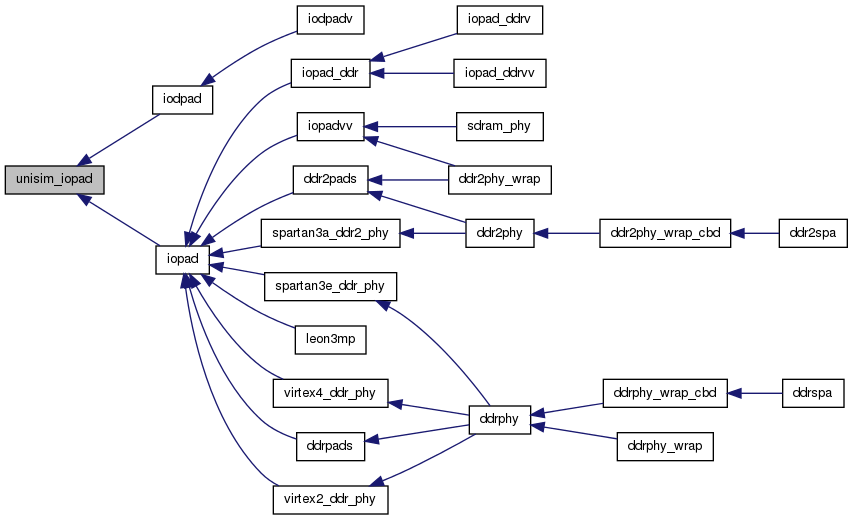 iodpadv
iopad_ddrv
iopad_ddr
iopad_ddrvv
iodpad
iopadvv
sdram_phy
unisim_iopad
ddr2pads
ddr2phy_wrap
spartan3a_ddr2_phy
ddr2phy
ddr2phy_wrap_cbd
ddr2spa
iopad
spartan3e_ddr_phy
leon3mp
virtex4_ddr_phy
ddrphy_wrap_cbd
ddrspa
ddrphy
ddrpads
ddrphy_wrap
virtex2_ddr_phy